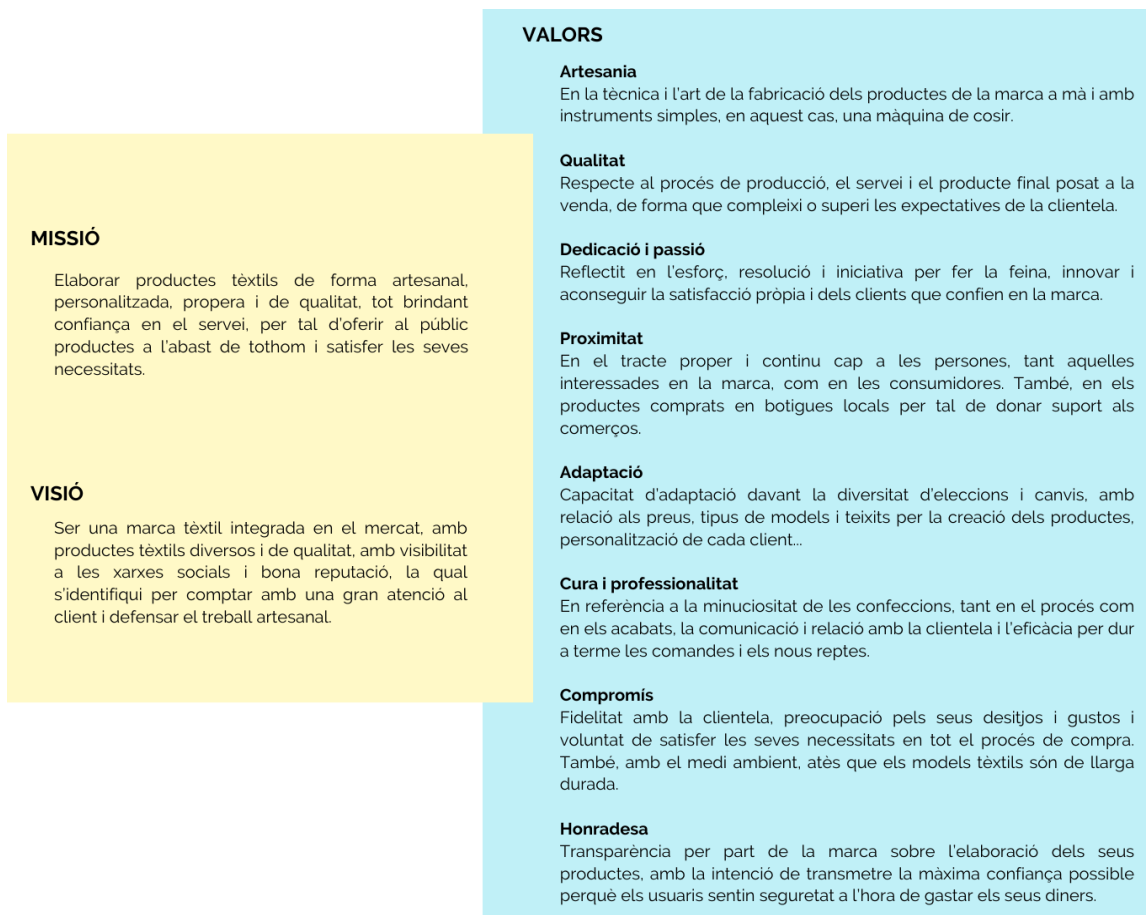 MISSIÓ
Elaborar productes tèxtils de forma artesanal,
personalitzada, propera i de qualitat, tot brindant
confiança en el servei, per tal d'oferir al públic
productes a l'abast de tothom i satisfer les seves
necessitats.
VISIÓ
Ser una marca tèxtil integrada en el mercat, amb
productes tèxtils diversos i de qualitat, amb visibilitat
a les xarxes socials i bona reputació, la qual
s'identifiqui per comptar amb una gran atenció al
client i defensar el treball artesanal.
VALORS
Artesania
En la tècnica i l'art de la fabricació dels productes de la marca a mà i amb
instruments simples, en aquest cas, una màquina de cosir.
Qualitat
Respecte al procés de producció, el servei i el producte final posat a la
venda, de forma que compleixi o superi les expectatives de la clientela.
Dedicació i passió
Reflectit en l'esforç, resolució i iniciativa per fer la feina, innovar i
aconseguir la satisfacció pròpia i dels clients que confien en la marca.
Proximitat
En el tracte proper i continu cap a les persones, tant aquelles
interessades en la marca, com en les consumidores. També, en els
productes comprats en botigues locals per tal de donar suport als
comerços.
Adaptació
Capacitat d'adaptació davant la diversitat d'eleccions i canvis, amb
relació als preus, tipus de models i teixits per la creació dels productes,
personalització de cada client...
Cura i professionalitat
En referència a la minuciositat de les confeccions, tant en el procés com
en els acabats, la comunicació i relació amb la clientela i l'eficàcia per dur
a terme les comandes i els nous reptes.
Compromís
Fidelitat amb la clientela, preocupació pels seus desitjos i gustos i
voluntat de satisfer les seves necessitats en tot el procés de compra.
També, amb el medi ambient, atès que els models tèxtils són de llarga
durada.
Honradesa
Transparència per part de la marca sobre l'elaboració dels seus
productes, amb la intenció de transmetre la màxima confiança possible
perquè els usuaris sentin seguretat a l'hora de gastar els seus diners.